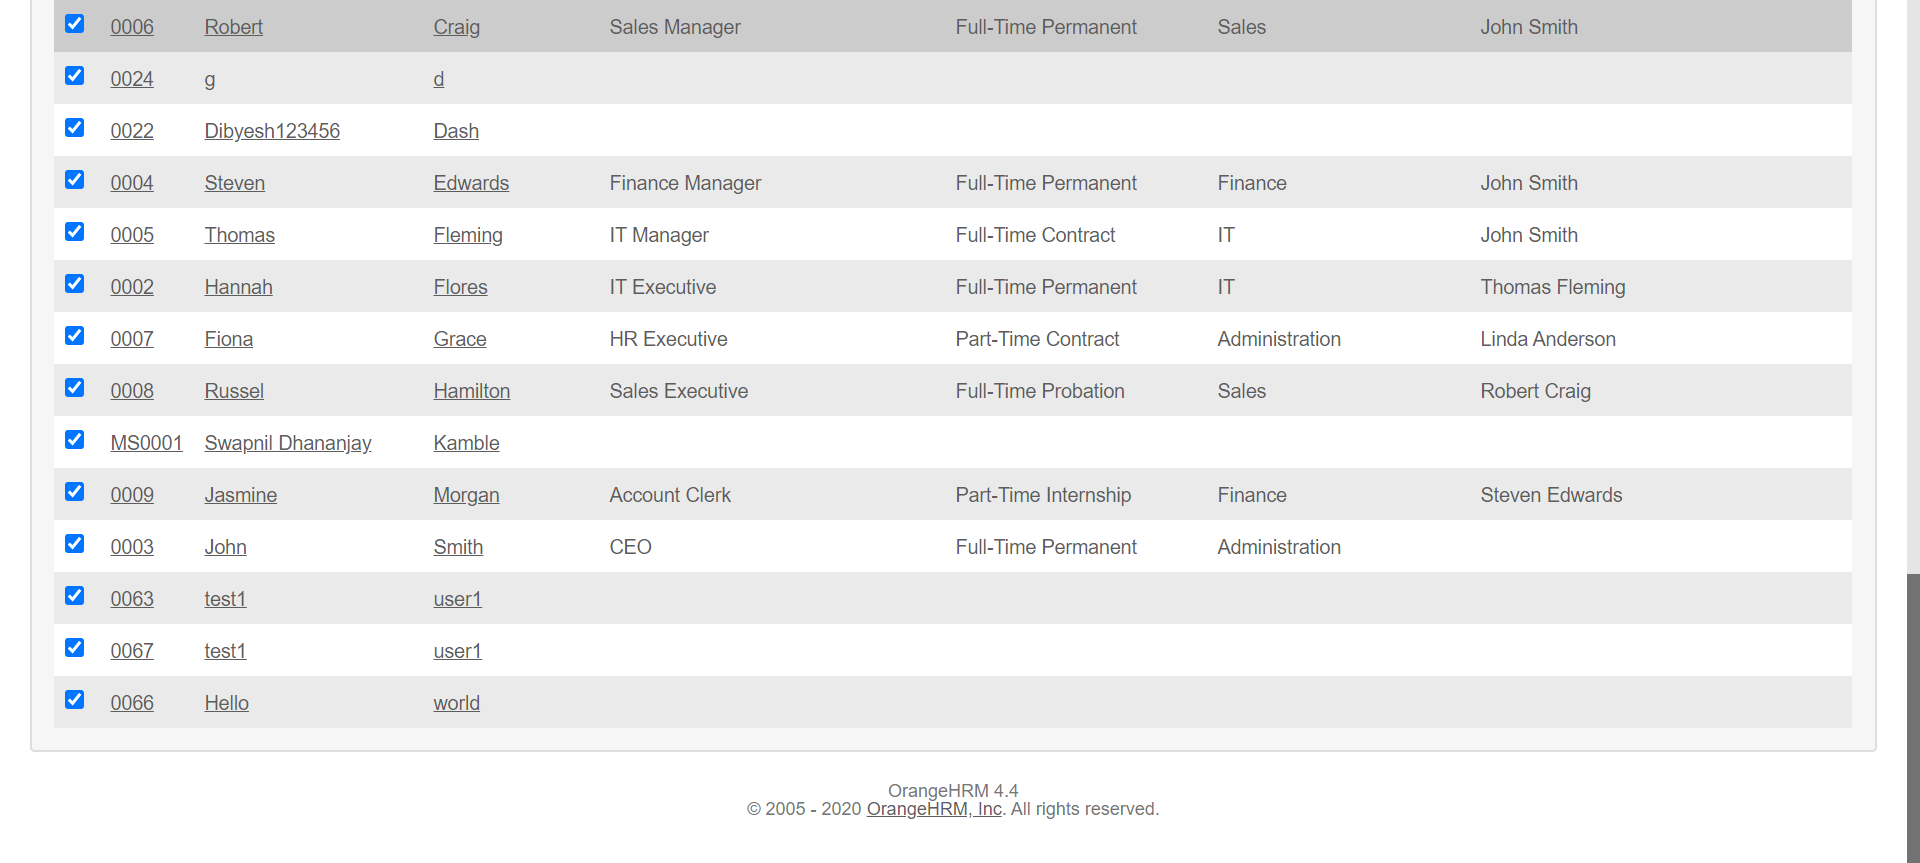 0006 Robert Craig Sales Manager Full-Time Permanent Sales John Smith
0024 g d
0022 Dibyesh123456 Dash
0004 Steven Edwards Finance Manager Full-Time Permanent Finance John Smith
0005 Thomas Fleming IT Manager Full-Time Contract IT John Smith
0002 Hannah Flores IT Executive Full-Time Permanent IT Thomas Fleming
0007 Fiona Grace HR Executive Part-Time Contract Administration Linda Anderson
0008 Russel Hamilton Sales Executive Full-Time Probation Sales Robert Craig
MS0001 Swapnil Dhananjay Kamble
0009 Jasmine Morgan Account Clerk Part-Time Internship Finance Steven Edwards
0003 John Smith CEO Full-Time Permanent Administration
0063 test1 user1
0067 test1 user1
0066 Hello world
OrangeHRM 4.4
© 2005 - 2020 OrangeHRM, Inc. All rights reserved.